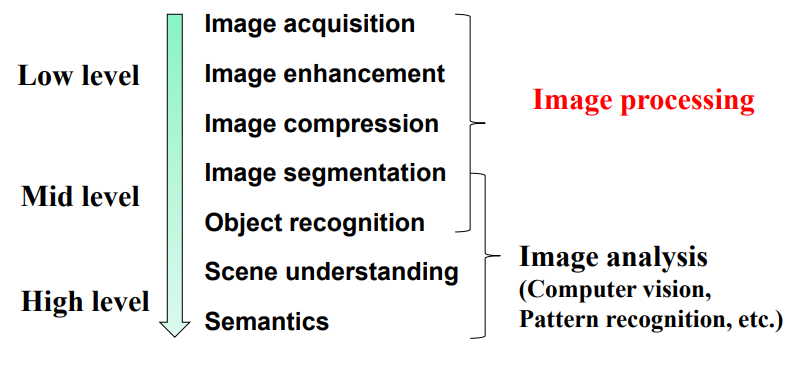 Low level
Mid level
High level
Image acquisition
Image enhancement
Image compression
Image segmentation
Object recognition
Scene understanding
Semantics
Image processing
Image analysis
(Computer vision,
Pattern recognition, etc.)